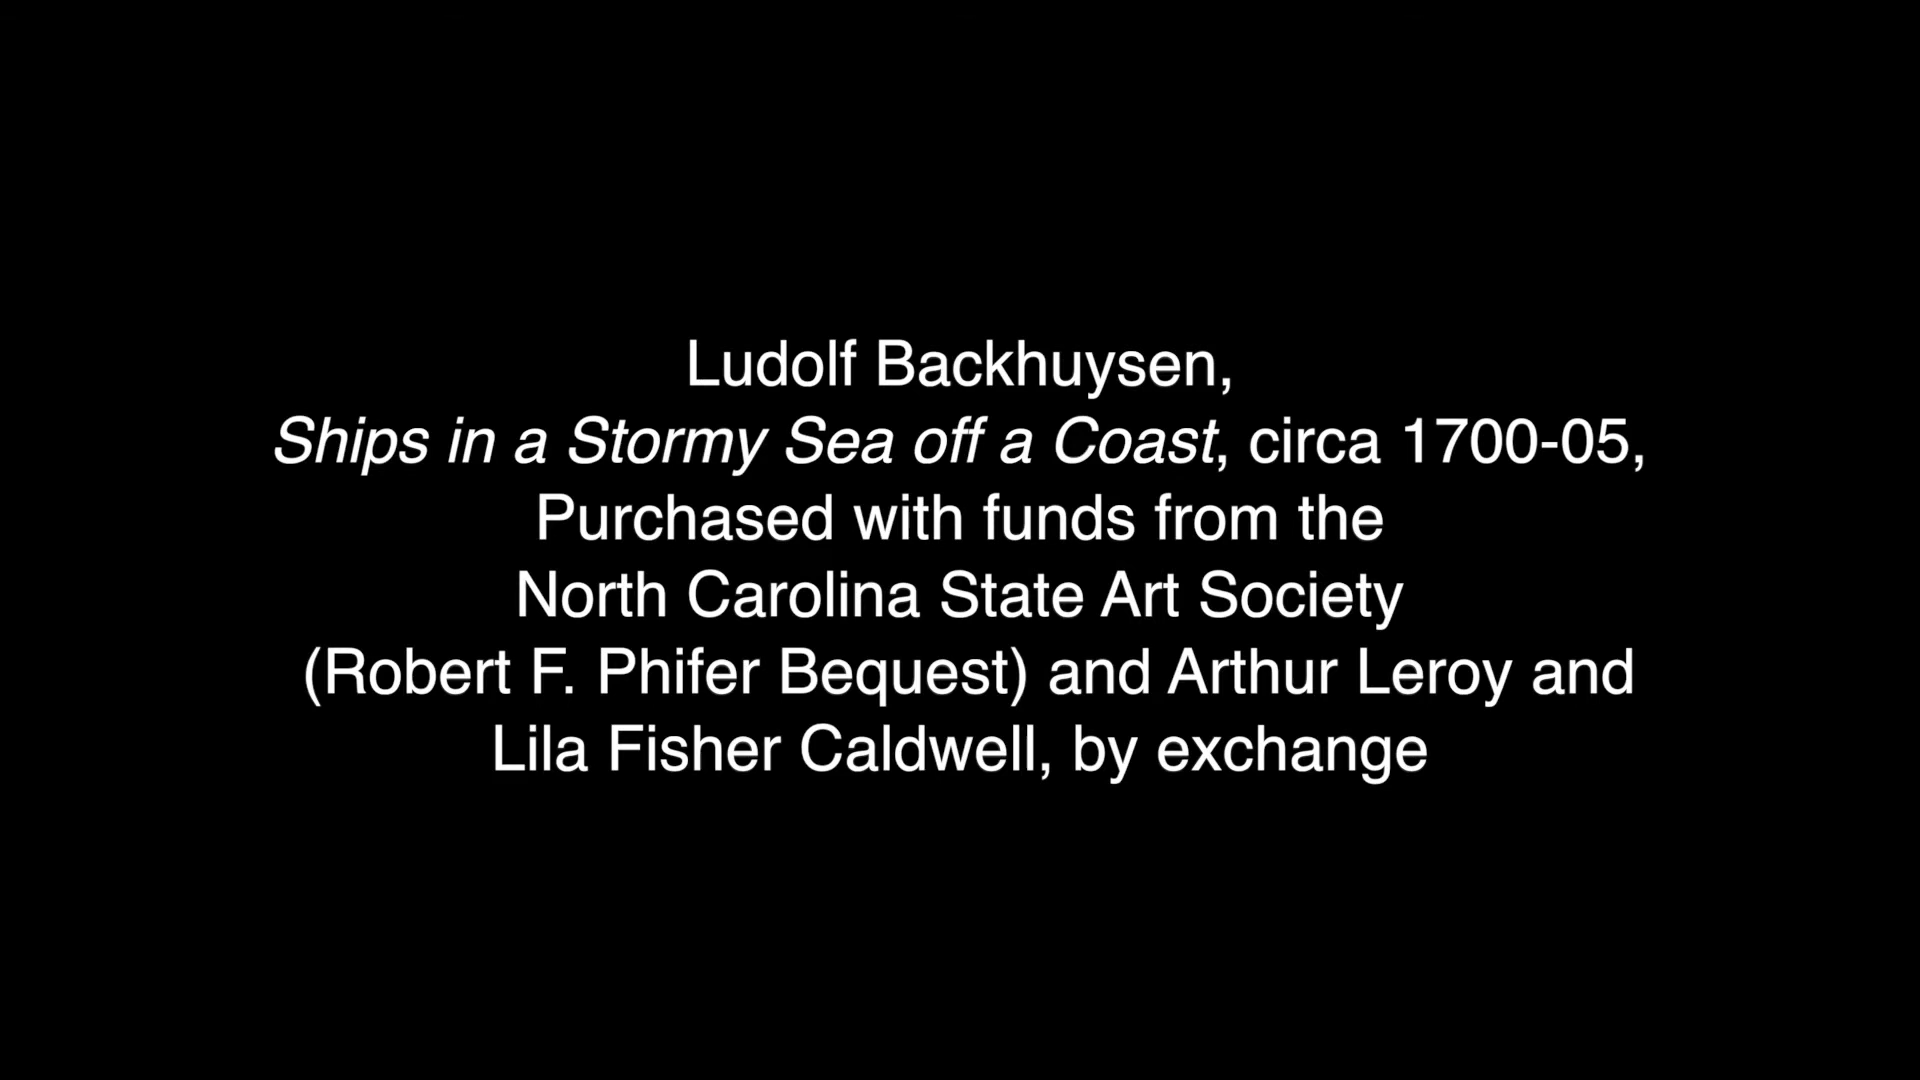 Ludolf Backhuysen,
Ships in a Stormy Sea off a Coast, circa 1700-05,
Purchased with funds from the
North Carolina State Art Society
(Robert F. Phifer Bequest) and Arthur Leroy and
Lila Fisher Caldwell, by exchange